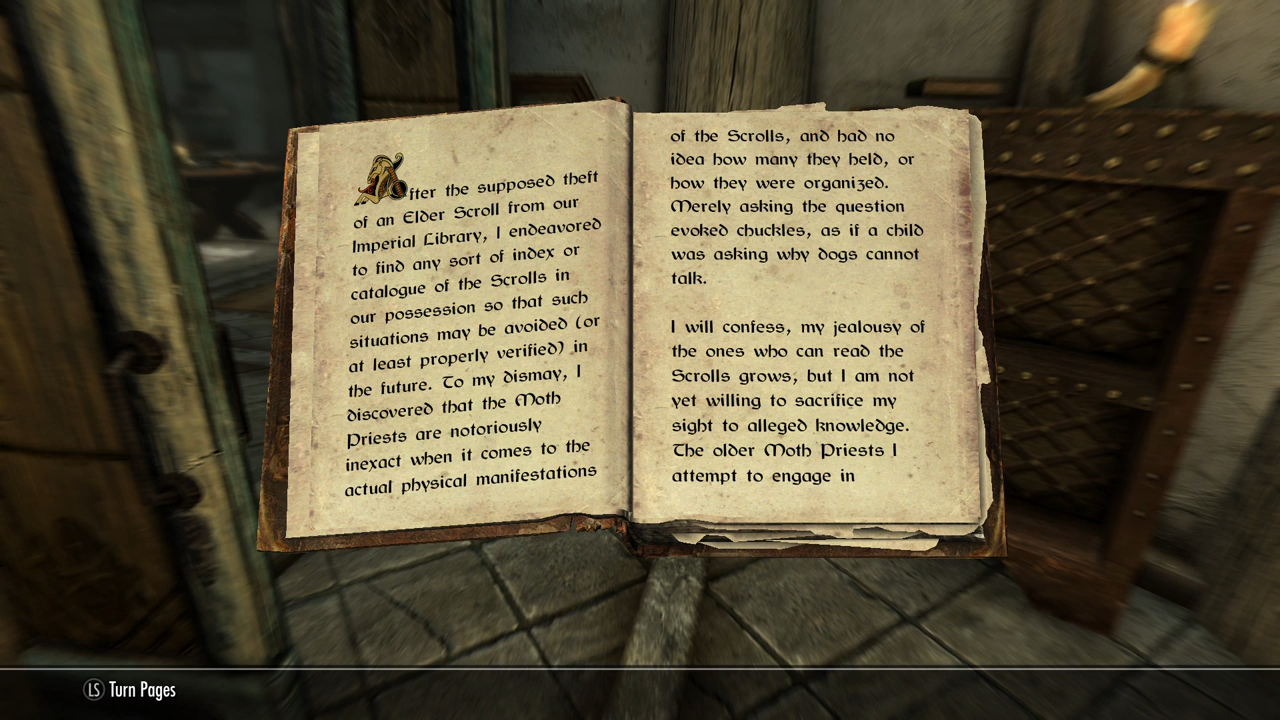 After the supposed theft
of an Elder Scroll from our
Imperial Library, I endeavored
to find any sort of index or
catalogue of the Scrolls in
our possession so that such
situations may be avoided (or
at least properly verified) in
the future. To my dismay, I
discovered that the Moth
Priests are notoriously
inexact when it comes to the
actual physical manifestations
of the Scrolls, and had no
idea how many they held, or
how they were organized.
Merely asking the question
evoked chuckles, as if a child
was asking why dogs cannot
talk.
I will confess, my jealousy of
the ones who can read the
Scrolls grows, but I am not
yet willing to sacrifice my
sight to alleged knowledge.
The older Moth Priests I
attempt to engage in
LS Turn Pages